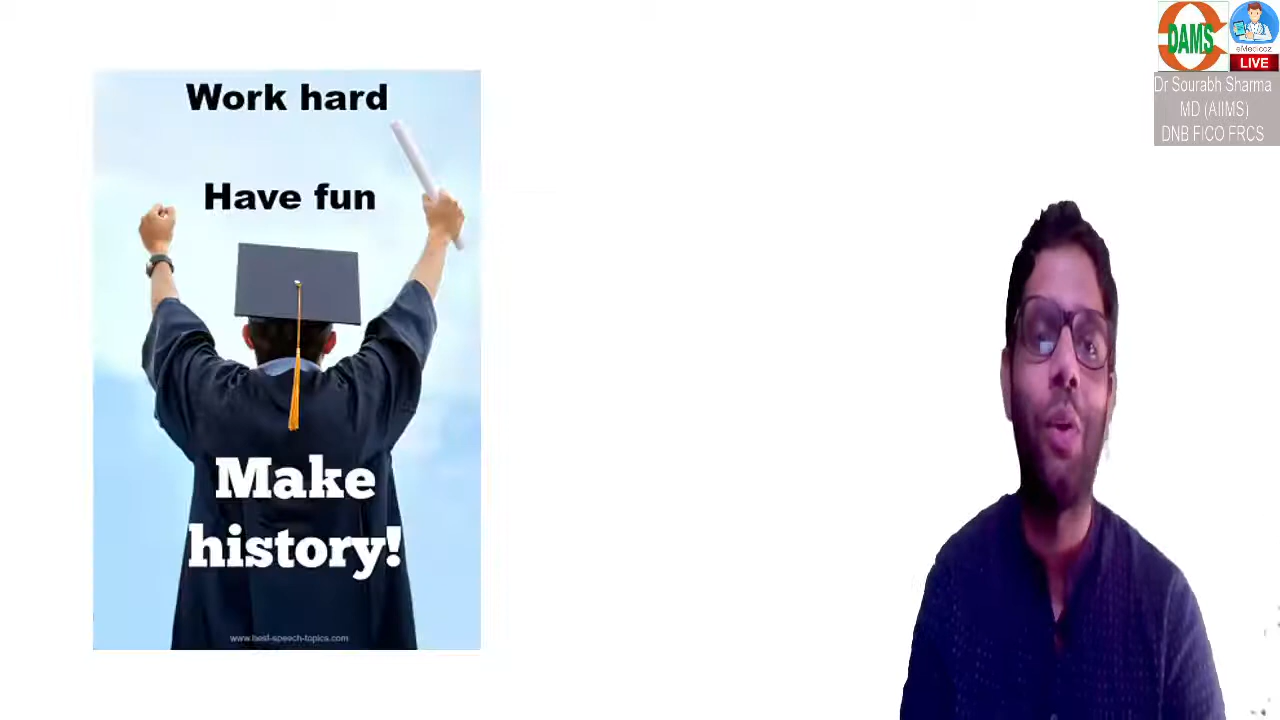 Work hard
Have fun
Make
history!
www.best-speech-topics.com
DAMS
eMedicoz
LIVE
Dr Sourabh Sharma
MD (AIIMS)
DNB FICO FRCS